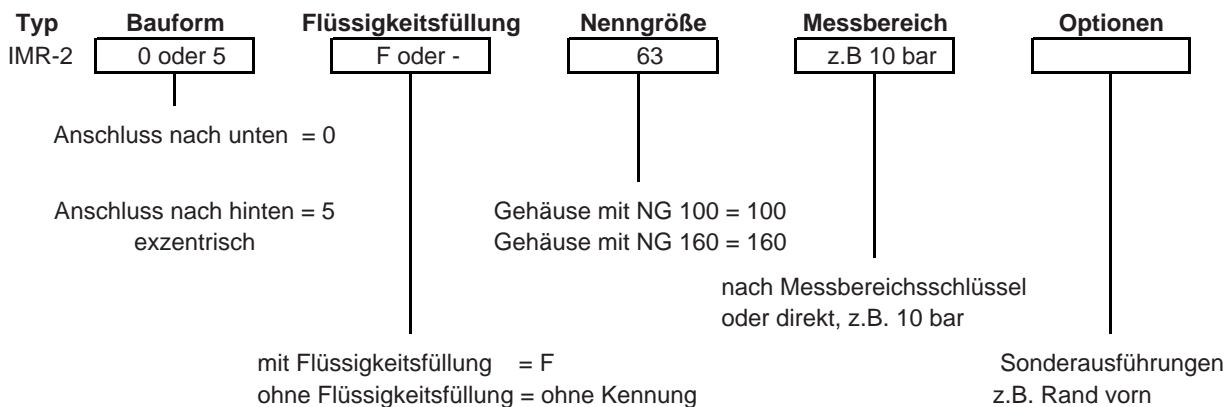 Typ Bauform Flüssigkeitsfüllung Nenngröße Messbereich Optionen
IMR-2 0 oder 5 F oder - 63 z.B 10 bar
Anschluss nach unten = 0
Anschluss nach hinten = 5 Gehäuse mit NG 100 = 100
exzentrisch Gehäuse mit NG 160 = 160
nach Messbereichsschlüssel
oder direkt, z.B. 10 bar
mit Flüssigkeitsfüllung = F Sonderausführungen
ohne Flüssigkeitsfüllung = ohne Kennung z.B. Rand vorn